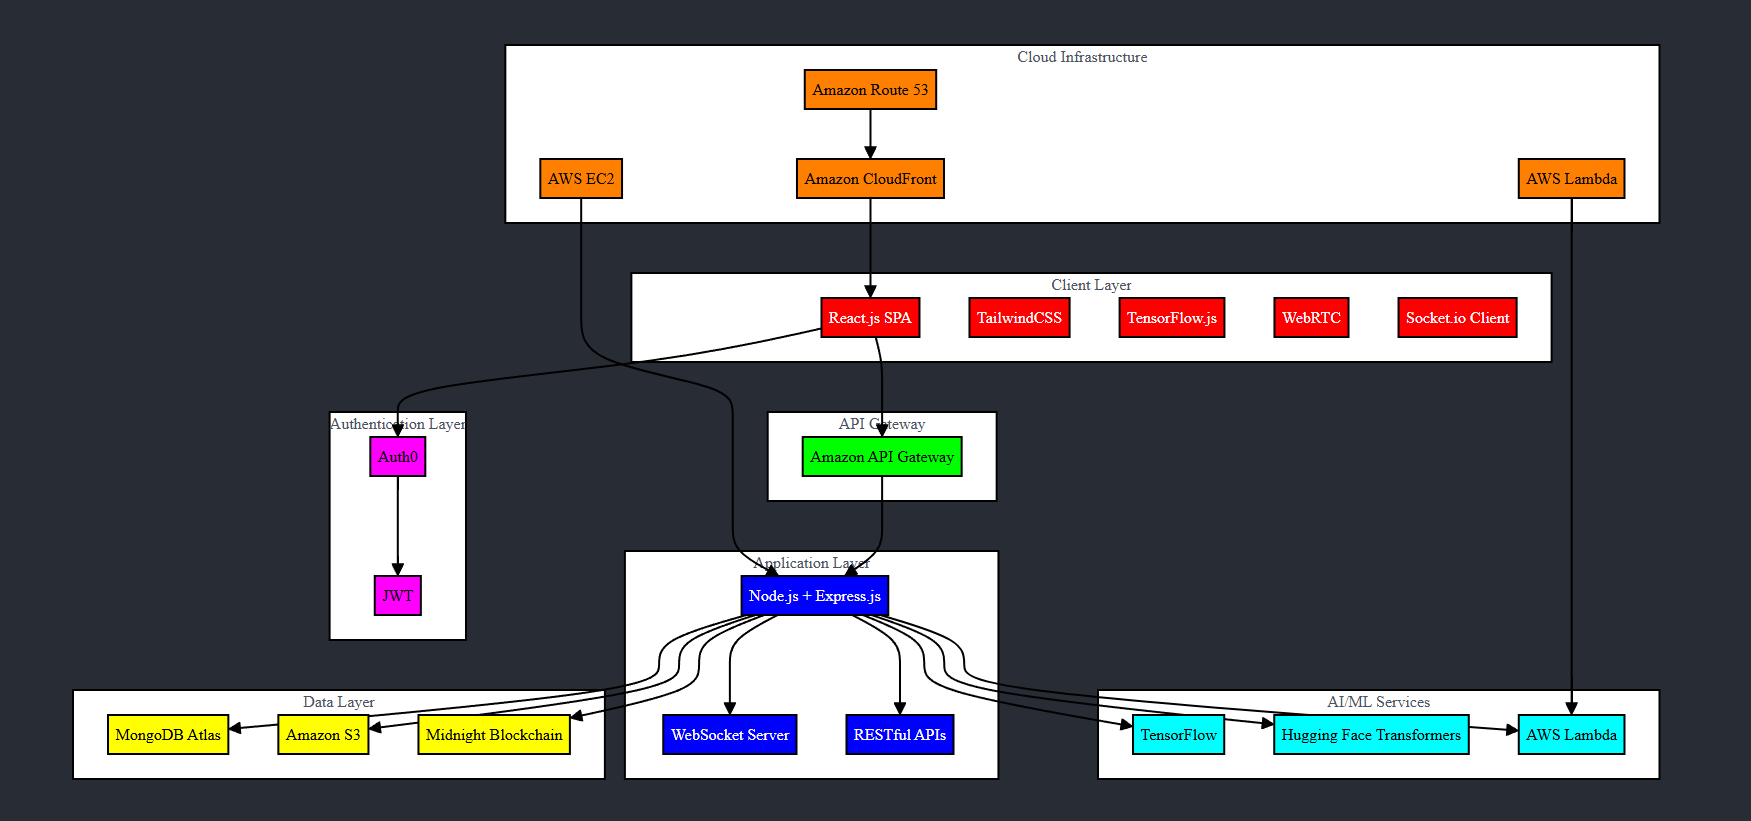 Cloud Infrastructure
Amazon Route 53
AWS EC2
Amazon CloudFront
AWS Lambda
Client Layer
React.js SPA
TailwindCSS
TensorFlow.js
WebRTC
Socket.io Client
Authentication Layer
API Gateway
Auth0
Amazon API Gateway
Application Layer
JWT
Node.js + Express.js
Data Layer
AI/ML Services
MongoDB Atlas
Amazon S3
Midnight Blockchain
WebSocket Server
RESTful APIs
TensorFlow
Hugging Face Transformers
AWS Lambda